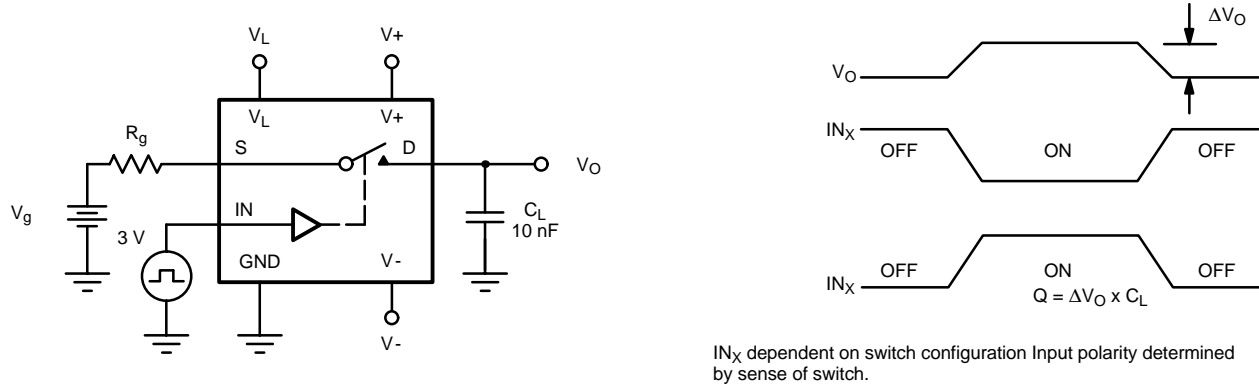 V_L
V+
V_L
V+
R_g
S
D
V_O
V_g
IN
C_L
10 nF
3 V
GND
V-
V-
ΔV_O
V_O
IN_X
OFF
ON
OFF
OFF
ON
OFF
IN_X
Q = ΔV_O x C_L
IN_X dependent on switch configuration Input polarity determined
by sense of switch.